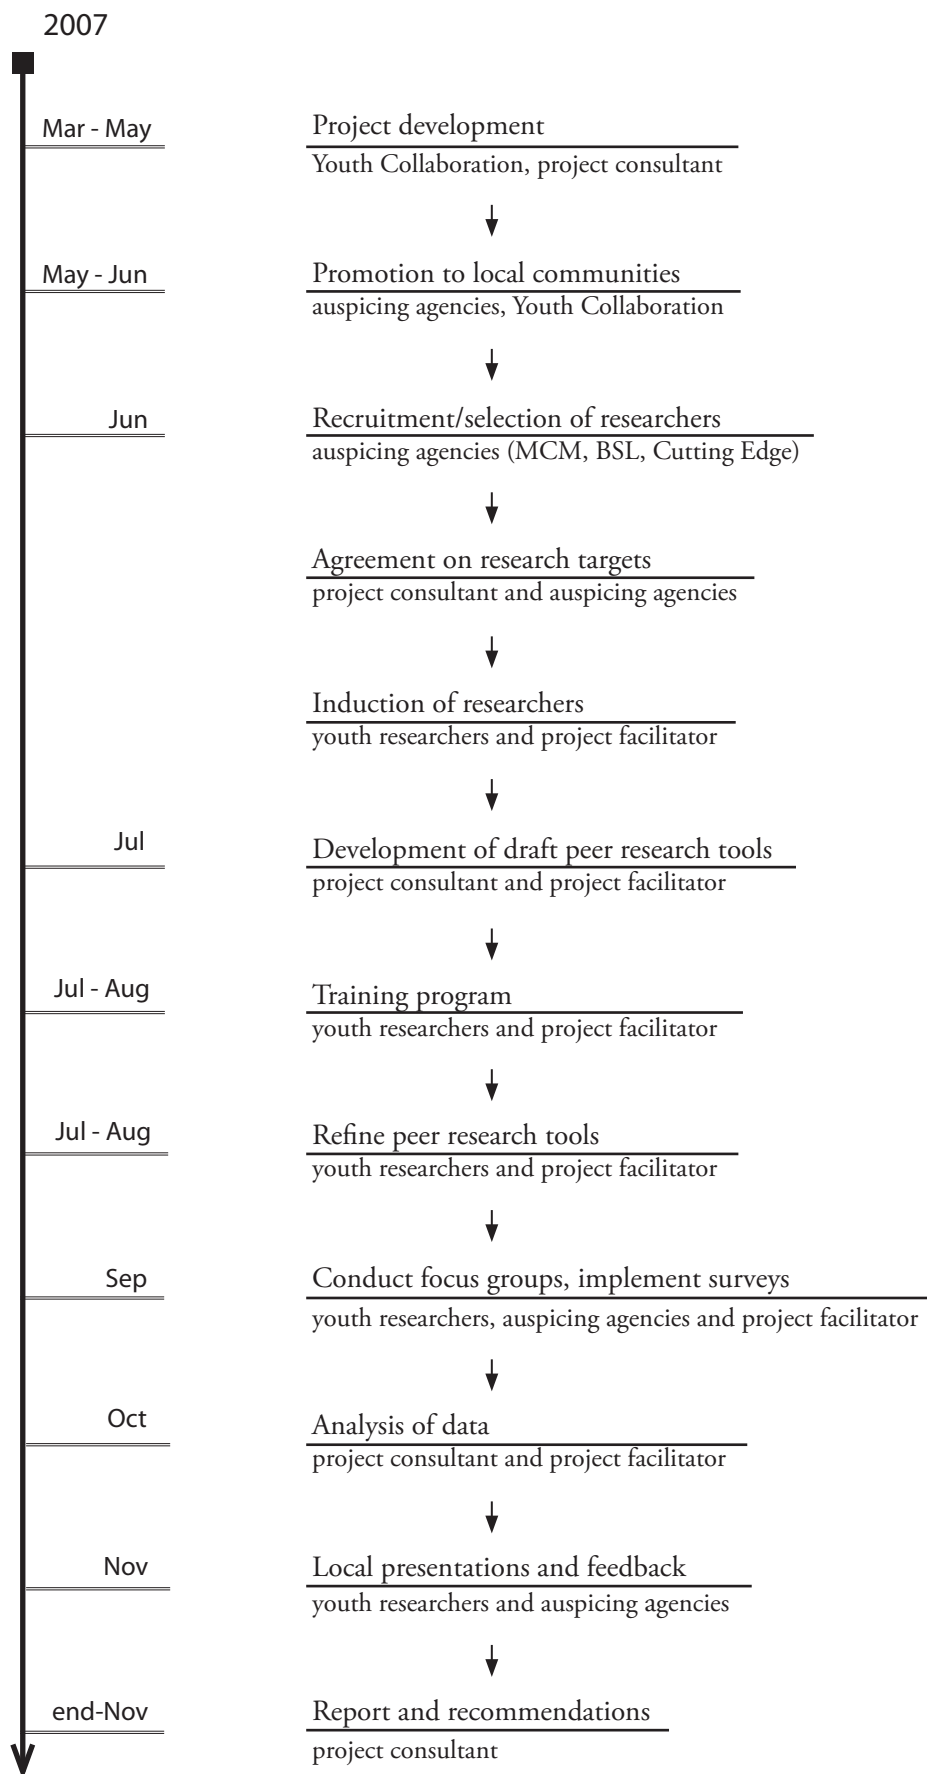 2007
Mar - May
Project development
Youth Collaboration, project consultant
May - Jun
Promotion to local communities
auspicing agencies, Youth Collaboration
Jun
Recruitment/selection of researchers
auspicing agencies (MCM, BSL, Cutting Edge)
Agreement on research targets
project consultant and auspicing agencies
Induction of researchers
youth researchers and project facilitator
Jul
Development of draft peer research tools
project consultant and project facilitator
Jul - Aug
Training program
youth researchers and project facilitator
Jul - Aug
Refine peer research tools
youth researchers and project facilitator
Sep
Conduct focus groups, implement surveys
youth researchers, auspicing agencies and project facilitator
Oct
Analysis of data
project consultant and project facilitator
Nov
Local presentations and feedback
youth researchers and auspicing agencies
end-Nov
Report and recommendations
project consultant